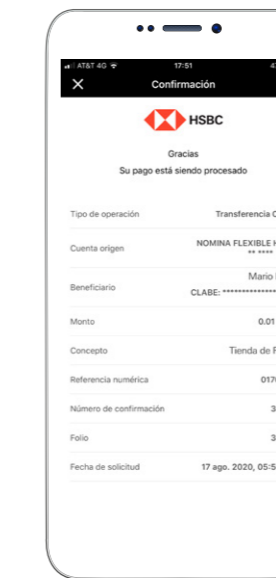 AT&T 4G 17:51
Confirmación
HSBC
Gracias
Su pago está siendo procesado
Tipo de operación Transferencia
Cuenta origen NOMINA FLEXIBLE
** ****
Beneficiario Mario
CLABE: **************
Monto 0.01
Concepto Tienda de
Referencia numérica
Número de confirmación
Folio
Fecha de solicitud 17 ago. 2020,